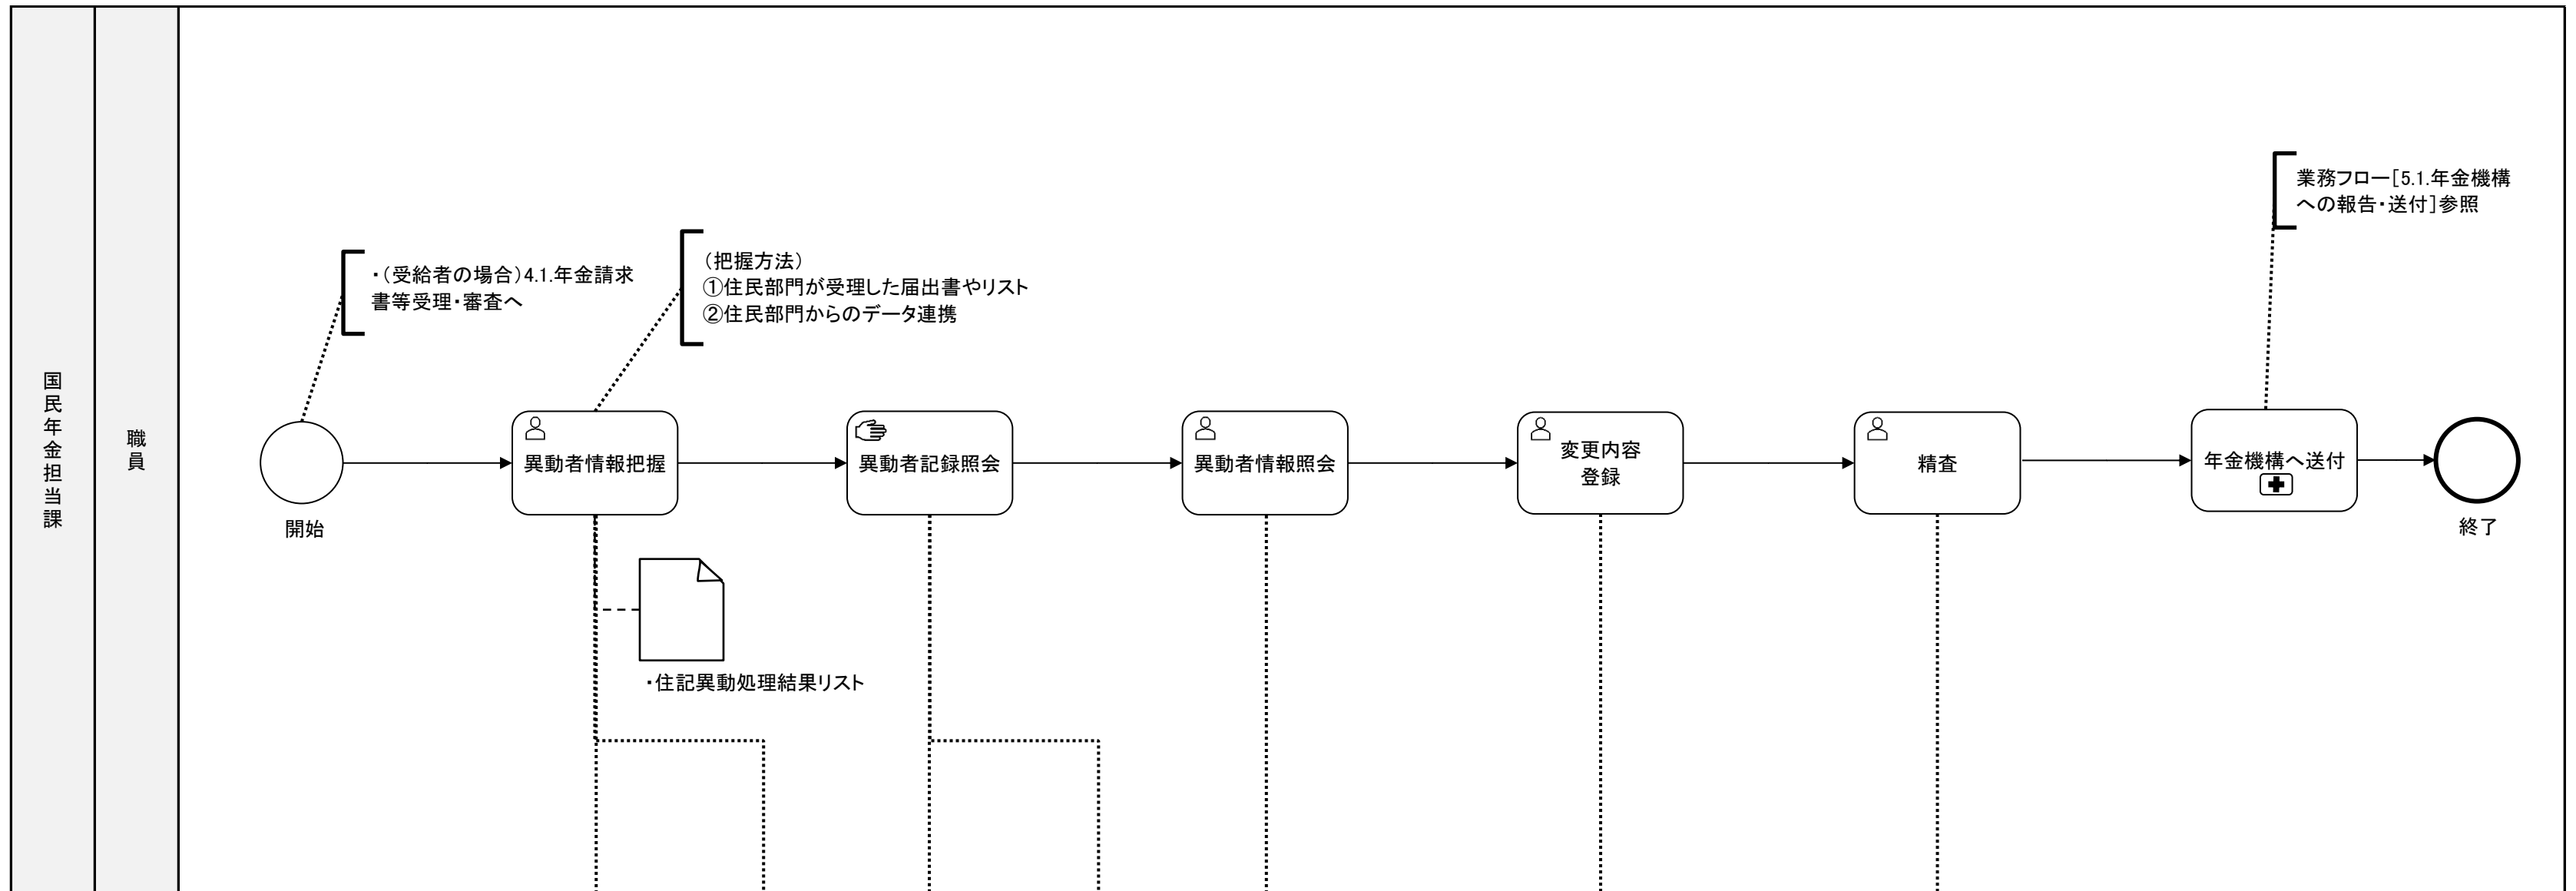 国民年金担当課
職員
業務フロー[5.1.年金機構
への報告・送付]参照
・(受給者の場合)4.1.年金請求
書等受理・審査へ
(把握方法)
①住民部門が受理した届出書やリスト
②住民部門からのデータ連携
開始
異動者情報把握
異動者記録照会
異動者情報照会
変更内容
登録
精査
年金機構へ送付
終了
・住記異動処理結果リスト